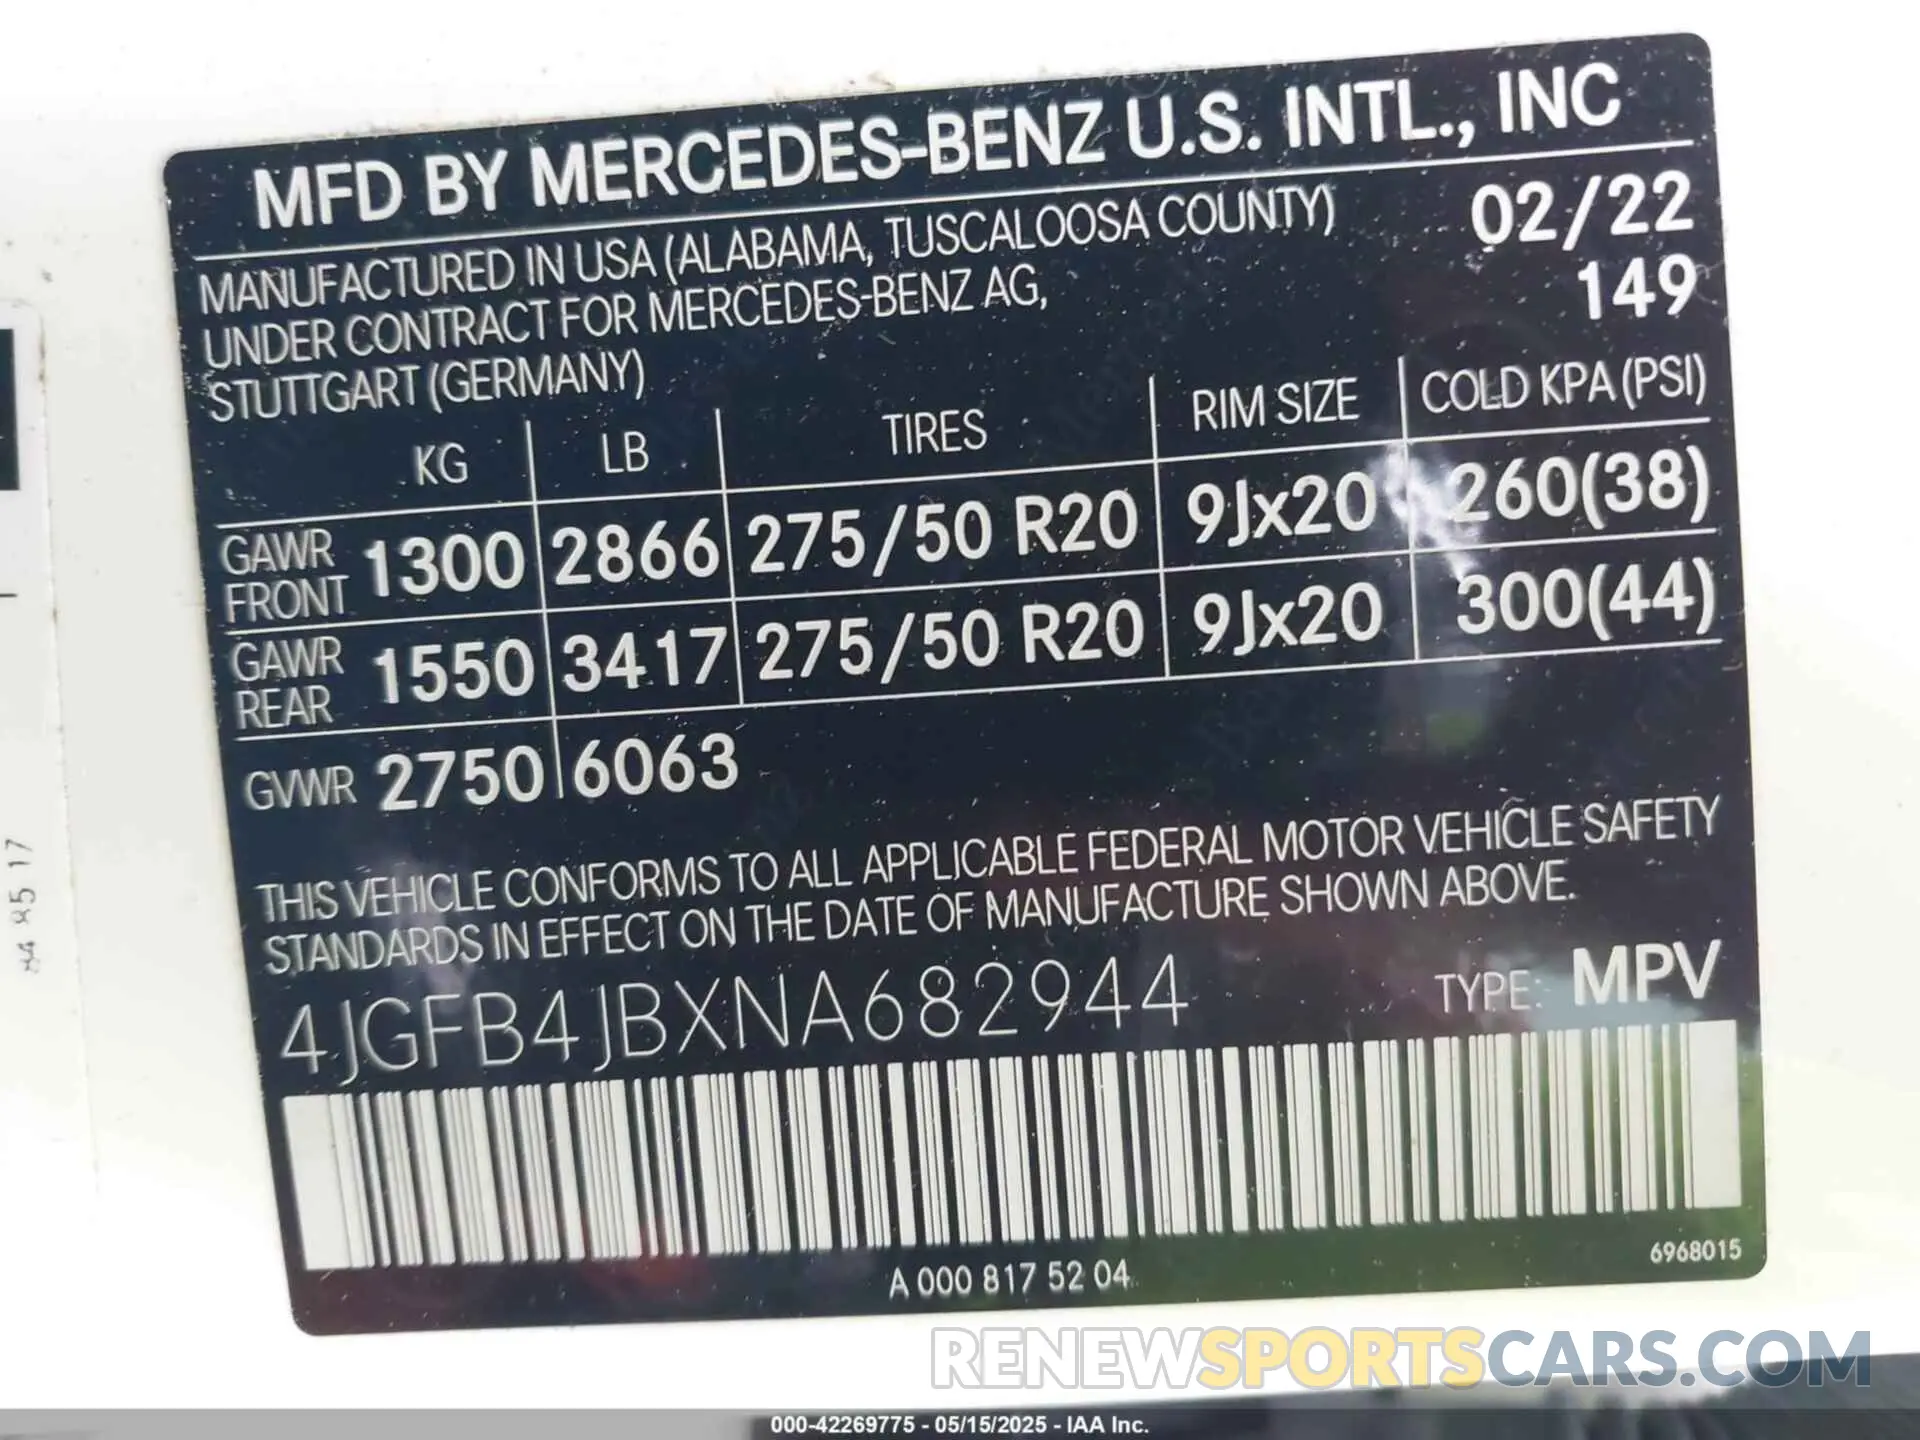 MFD BY MERCEDES-BENZ U.S. INTL., INC
MANUFACTURED IN USA (ALABAMA, TUSCALOOSA COUNTY)
UNDER CONTRACT FOR MERCEDES-BENZ AG,
STUTTGART (GERMANY)
02/22
149
KG LB TIRES RIM SIZE COLD KPA (PSI)
GAWR FRONT 1300 2866 275/50 R20 9Jx20 260(38)
GAWR REAR 1550 3417 275/50 R20 9Jx20 300(44)
GVWR 2750 6063
THIS VEHICLE CONFORMS TO ALL APPLICABLE FEDERAL MOTOR VEHICLE SAFETY
STANDARDS IN EFFECT ON THE DATE OF MANUFACTURE SHOWN ABOVE.
4JGFB4JBXNA682944 TYPE: MPV
A 000 817 52 04
6968015
RENEWSPORTSCARS.COM
000-42269775 - 05/15/2025 - IAA Inc.